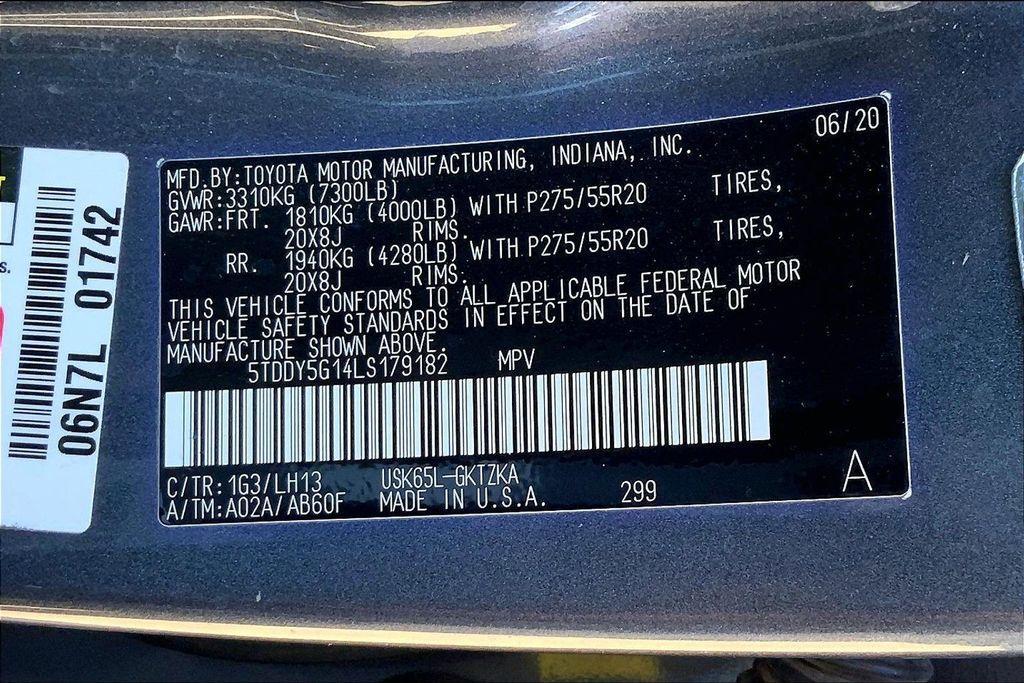 06/20
MFD.BY:TOYOTA MOTOR MANUFACTURING, INDIANA, INC.
GVWR:3310KG (7300LB)
GAWR:FRT. 1810KG (4000LB) WITH P275/55R20 TIRES,
20X8J RIMS.
RR. 1940KG (4280LB) WITH P275/55R20 TIRES,
20X8J RIMS.
THIS VEHICLE CONFORMS TO ALL APPLICABLE FEDERAL MOTOR
VEHICLE SAFETY STANDARDS IN EFFECT ON THE DATE OF
MANUFACTURE SHOWN ABOVE.
5TDDY5G14LS179182 MPV
C/TR:1G3/LH13 USK65L-GKTZKA
A/TM:A02A/AB60F MADE IN U.S.A. 299 A
06N7L 01742
s.